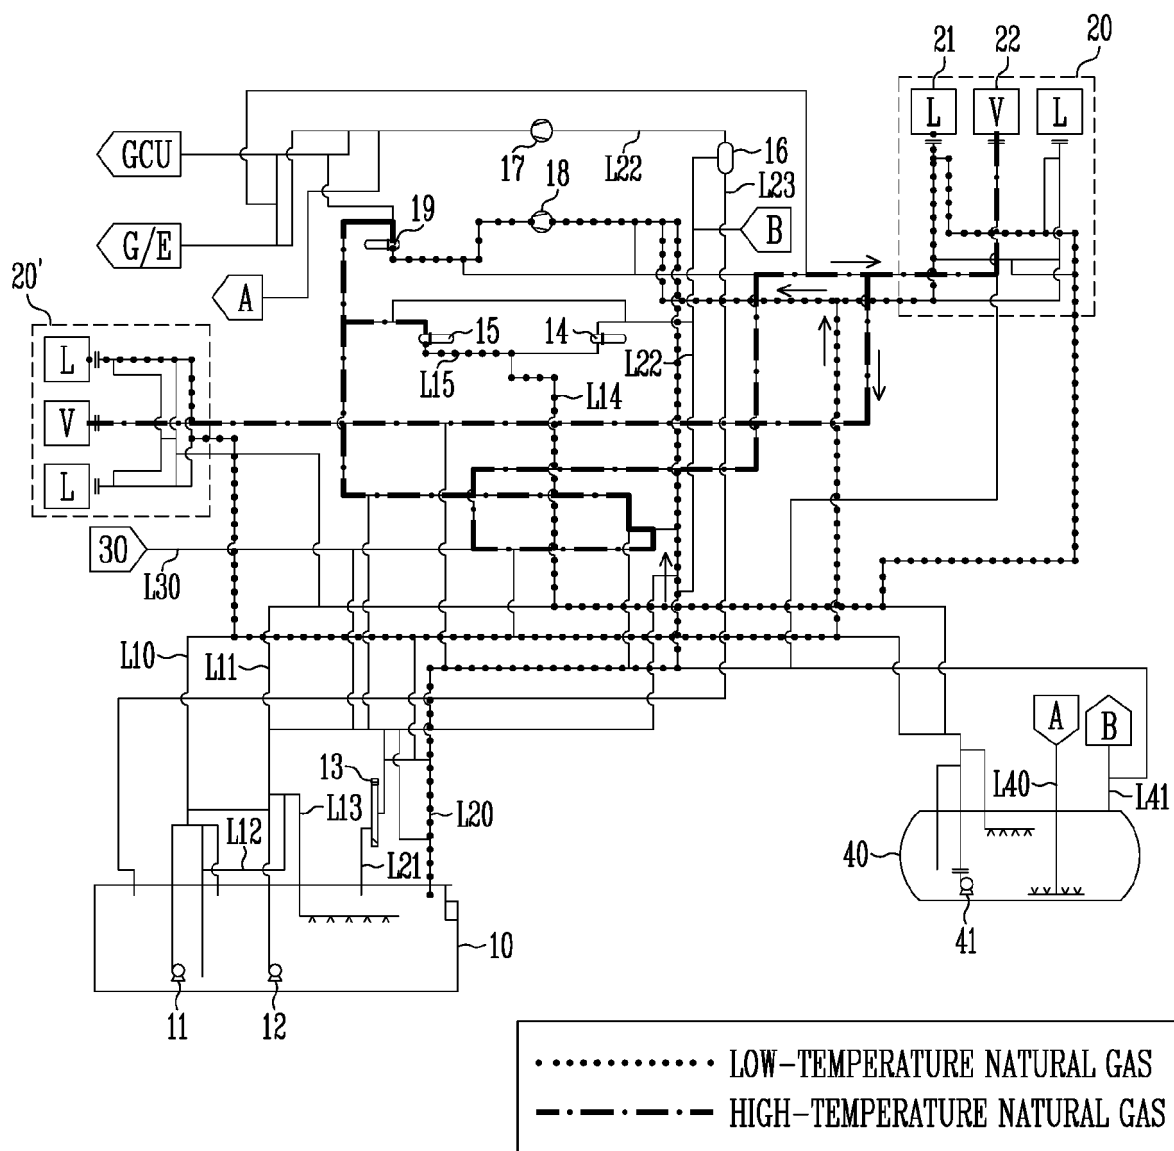 21
22
20
L
V
L
GCU
17
L22
16
L23
18
B
G/E
19
A
20'
15
14
L
L15
L22
L14
V
L
30
L30
L10
L11
13
L13
L20
A
B
L40
L41
L12
L21
40
10
41
11
12
LOW-TEMPERATURE NATURAL GAS
HIGH-TEMPERATURE NATURAL GAS